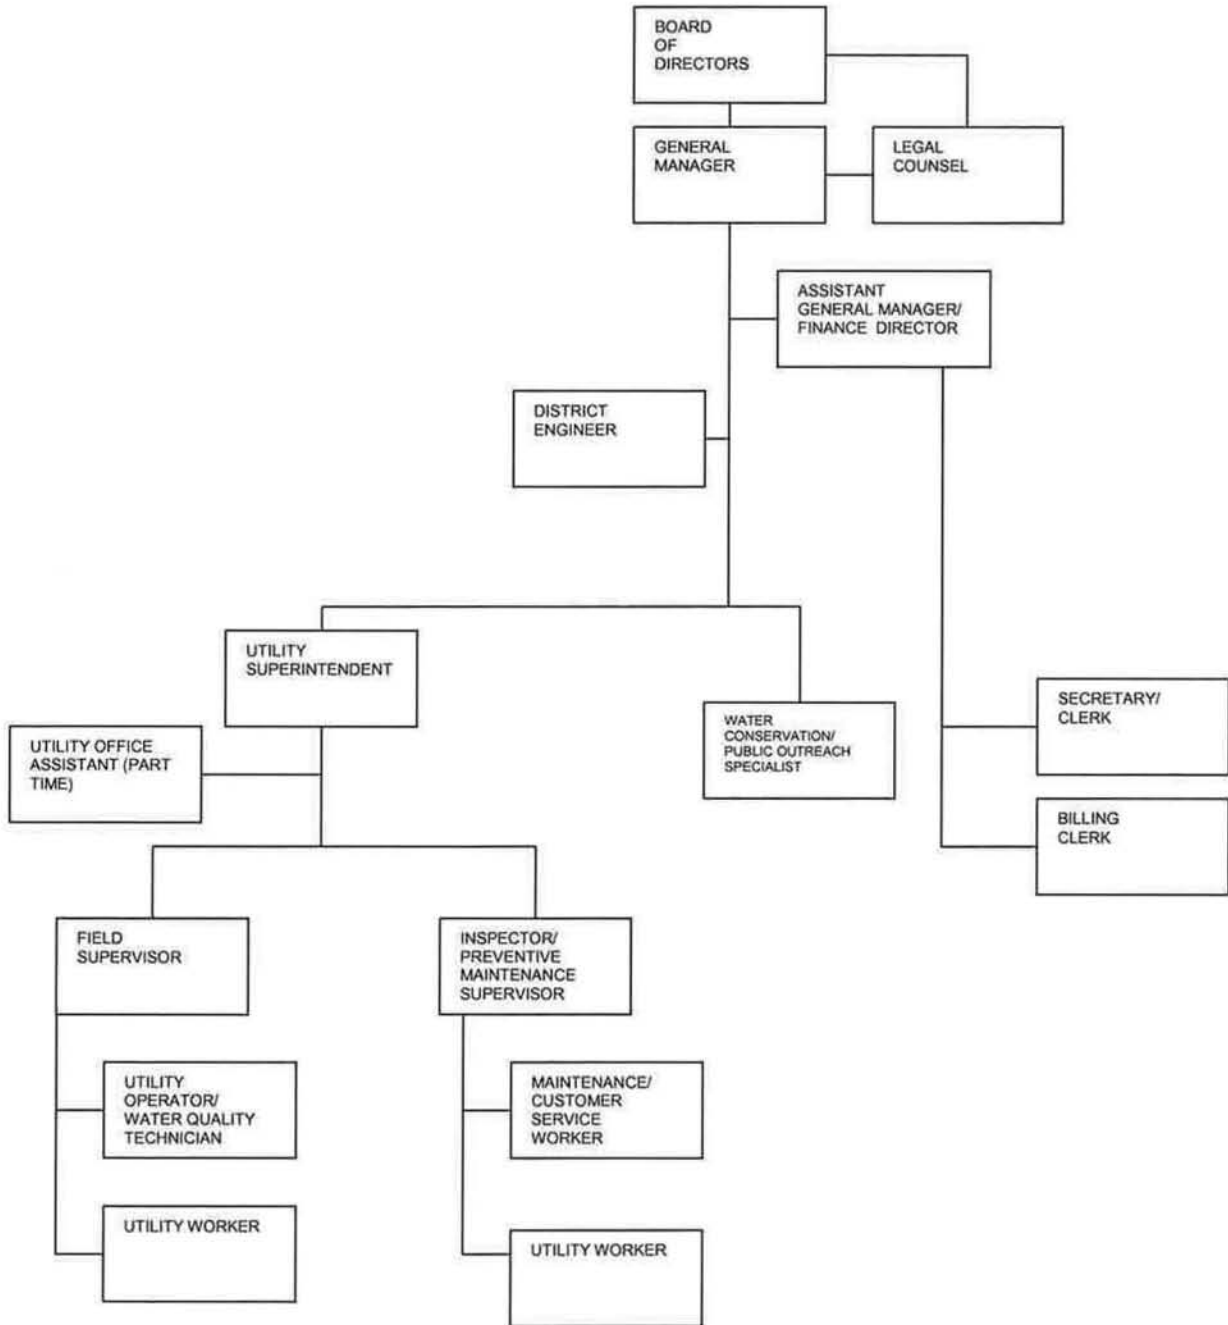 BOARD
OF
DIRECTORS
GENERAL
MANAGER
LEGAL
COUNSEL
ASSISTANT
GENERAL MANAGER/
FINANCE DIRECTOR
DISTRICT
ENGINEER
UTILITY
SUPERINTENDENT
WATER
CONSERVATION/
PUBLIC OUTREACH
SPECIALIST
SECRETARY/
CLERK
UTILITY OFFICE
ASSISTANT (PART
TIME)
BILLING
CLERK
FIELD
SUPERVISOR
INSPECTOR/
PREVENTIVE
MAINTENANCE
SUPERVISOR
UTILITY
OPERATOR/
WATER QUALITY
TECHNICIAN
MAINTENANCE/
CUSTOMER
SERVICE
WORKER
UTILITY WORKER
UTILITY WORKER